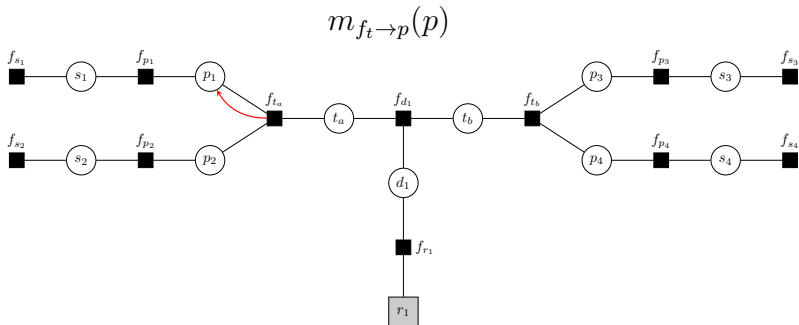 m_{f_t→p}(p)
f_{s_1} f_{p_1} f_{p_3} f_{s_3}
s_1 p_1 p_3 s_3
f_{t_a} f_{d_1} f_{t_b}
t_a t_b
f_{s_2} f_{p_2} f_{p_4} f_{s_4}
s_2 p_2 p_4 s_4
d_1
f_{r_1}
r_1